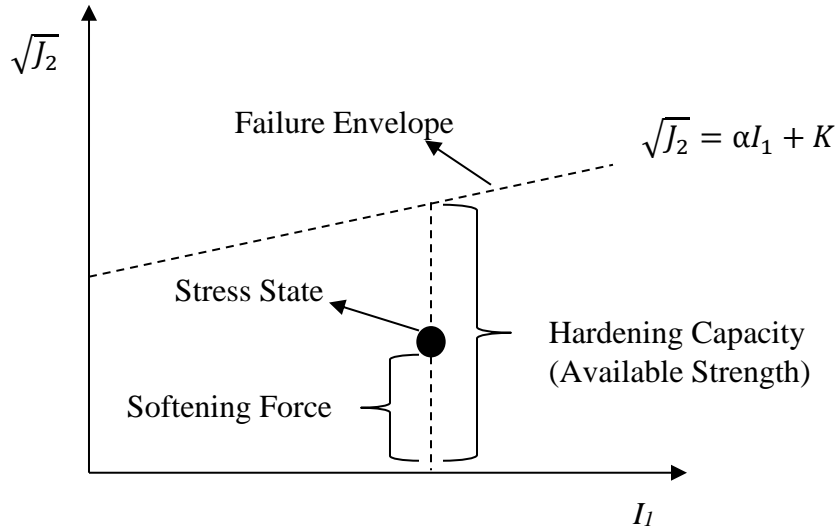 √J₂
Failure Envelope
√J₂ = αI₁ + K
Stress State
Hardening Capacity
(Available Strength)
Softening Force
I₁